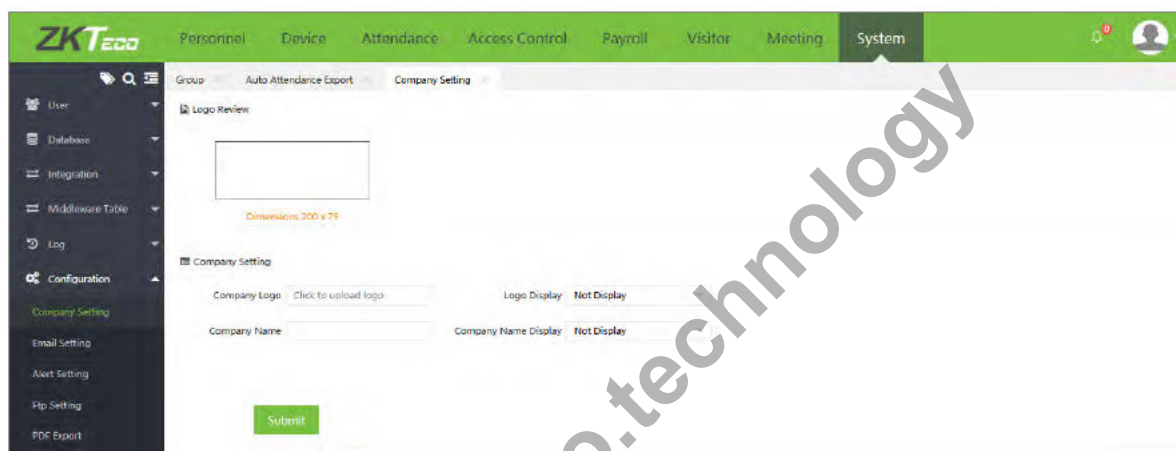 ZKTeco Personnel Device Attendance Access Control Payroll Visitor Meeting System 0
Group Auto Attendance Export Company Setting
User
Database
Integration
Middleware Table
Log
Configuration
Company Setting
Email Setting
Alert Setting
Ftp Setting
PDF Export
Logo Review
Dimensions 200 x 79
Company Setting
Company Logo Click to upload logo Logo Display Not Display
Company Name Company Name Display Not Display
Submit
o.technology